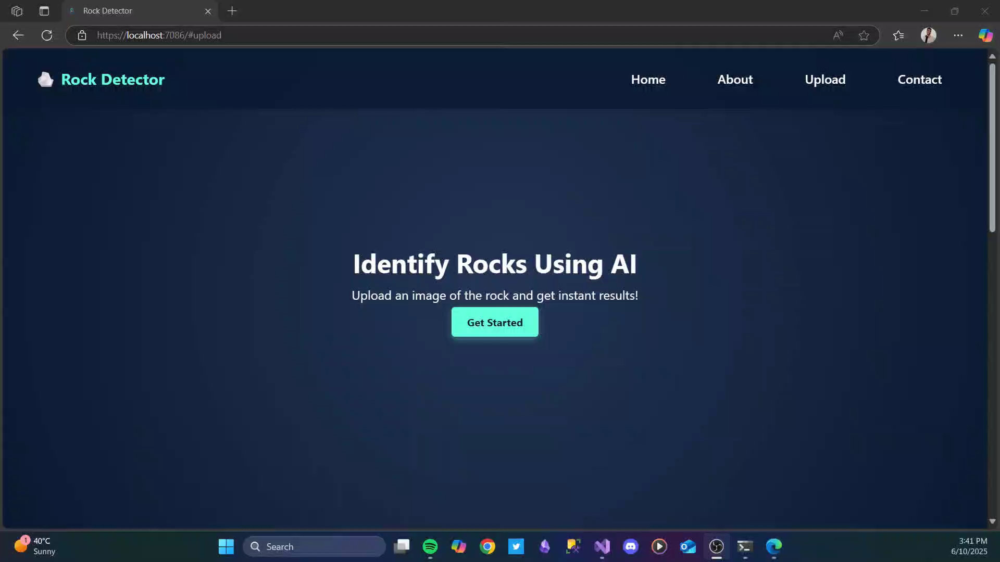 Rock Detector
https://localhost:7086/#upload
Rock Detector
Home
About
Upload
Contact
Identify Rocks Using AI
Upload an image of the rock and get instant results!
Get Started
1
40°C
Sunny
Search
3:41 PM
6/10/2025